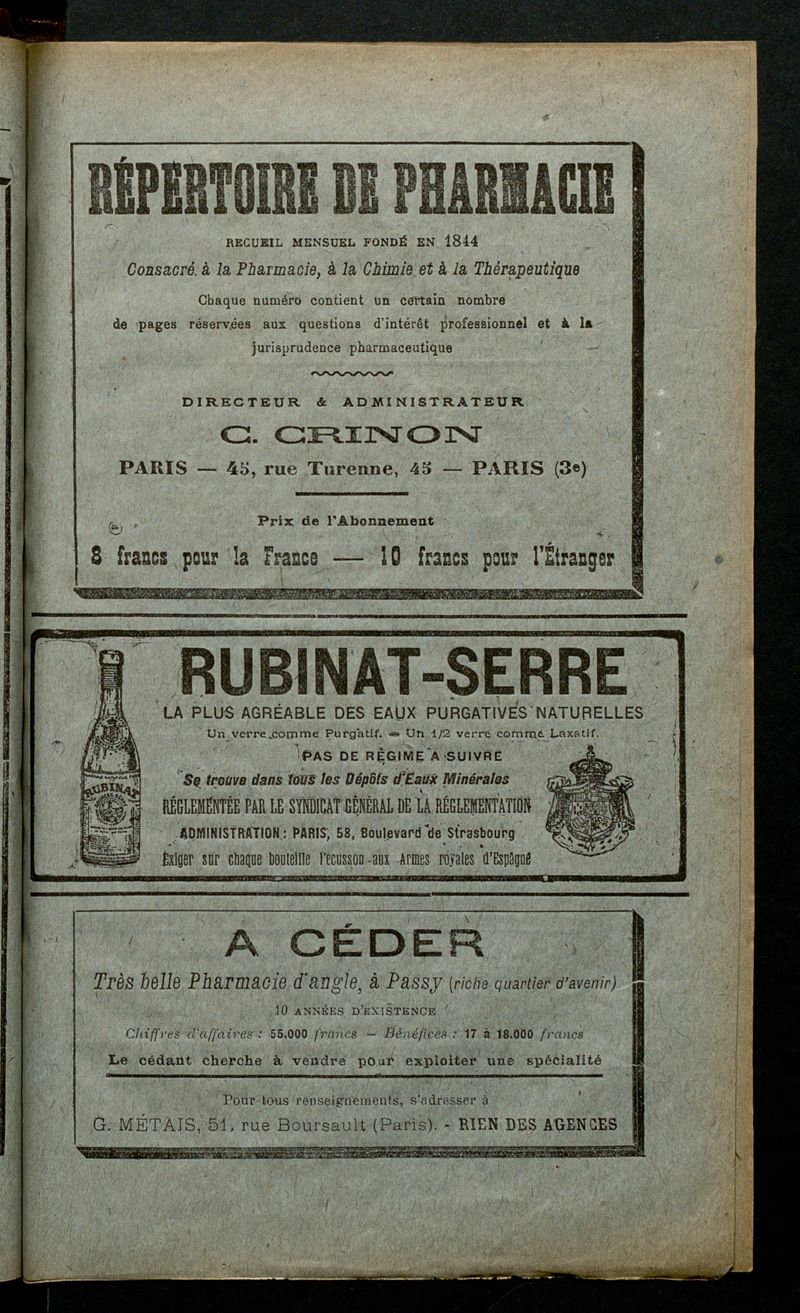 RÉPERTOIRE DE PHARMACIE
RECUEIL MENSUEL FONDÉ EN 1844
Consacré à la Pharmacie, à la Chimie et à la Thérapeutique
Chaque numéro contient un certain nombre
de pages réservées aux questions d'intérêt professionnel et à la
jurisprudence pharmaceutique
DIRECTEUR & ADMINISTRATEUR
C. CRINON
PARIS — 45, rue Turenne, 45 — PARIS (3e)
Prix de l'Abonnement
8 francs pour la France — 10 francs pour l'Étranger
RUBINAT-SERRE
LA PLUS AGRÉABLE DES EAUX PURGATIVES NATURELLES
Un verre comme Purgatif. — Un 1/2 verre comme Laxatif.
PAS DE RÉGIME A SUIVRE
Se trouve dans tous les Dépôts d'Eaux Minérales
RÉGLEMENTÉE PAR LE SYNDICAT GÉNÉRAL DE LA RÉGLEMENTATION
ADMINISTRATION : PARIS, 58, Boulevard de Strasbourg
Exiger sur chaque bouteille l'écusson aux Armes royales d'Espagne
RUBINAT
A CÉDER
Très belle Pharmacie d'angle, à Passy (riche quartier d'avenir)
10 ANNÉES D'EXISTENCE
Chiffres d'affaires : 55.000 francs — Bénéfices : 17 à 18.000 francs
Le cédant cherche à vendre pour exploiter une spécialité
Pour tous renseignements, s'adresser à
G. MÉTAIS, 51, rue Boursault (Paris). - RIEN DES AGENCES